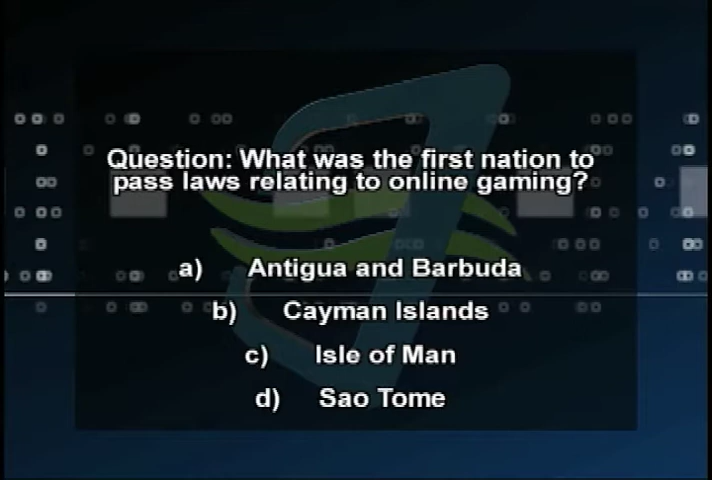 Question: What was the first nation to
pass laws relating to online gaming?
a) Antigua and Barbuda
b) Cayman Islands
c) Isle of Man
d) Sao Tome